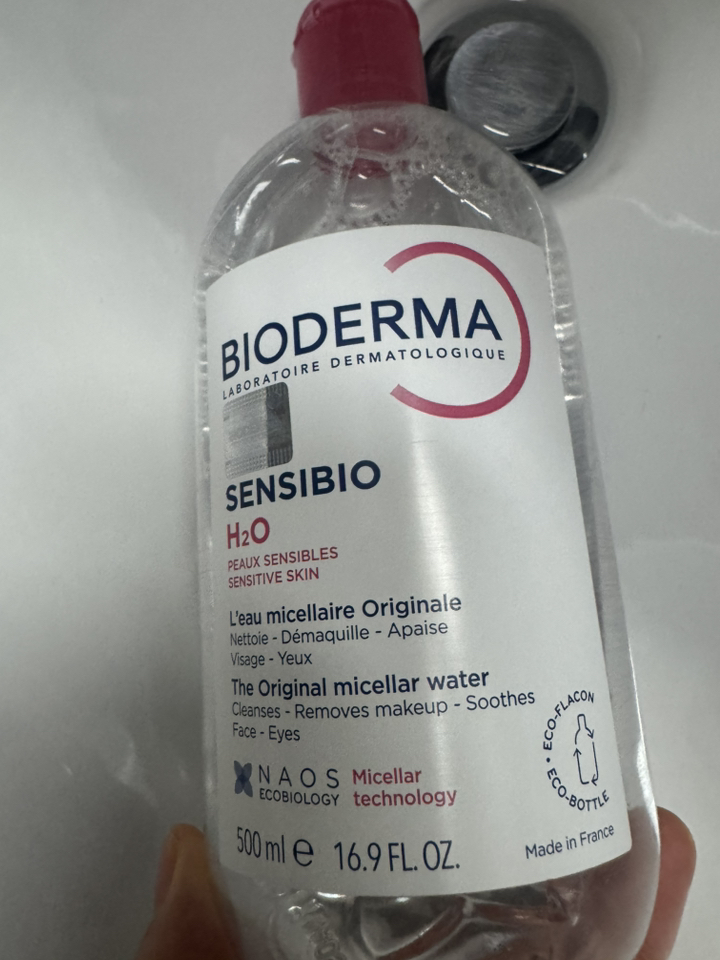 BIODERMA
LABORATOIRE DERMATOLOGIQUE
SENSIBIO
H₂O
PEAUX SENSIBLES
SENSITIVE SKIN
L'eau micellaire Originale
Nettoie - Démaquille - Apaise
Visage - Yeux
The Original micellar water
Cleanses - Removes makeup - Soothes
Face - Eyes
NAOS
ECOBIOLOGY
Micellar
technology
• ECO-FLACON
• ECO-BOTTLE
500 ml ℮ 16.9 FL. OZ.
Made in France